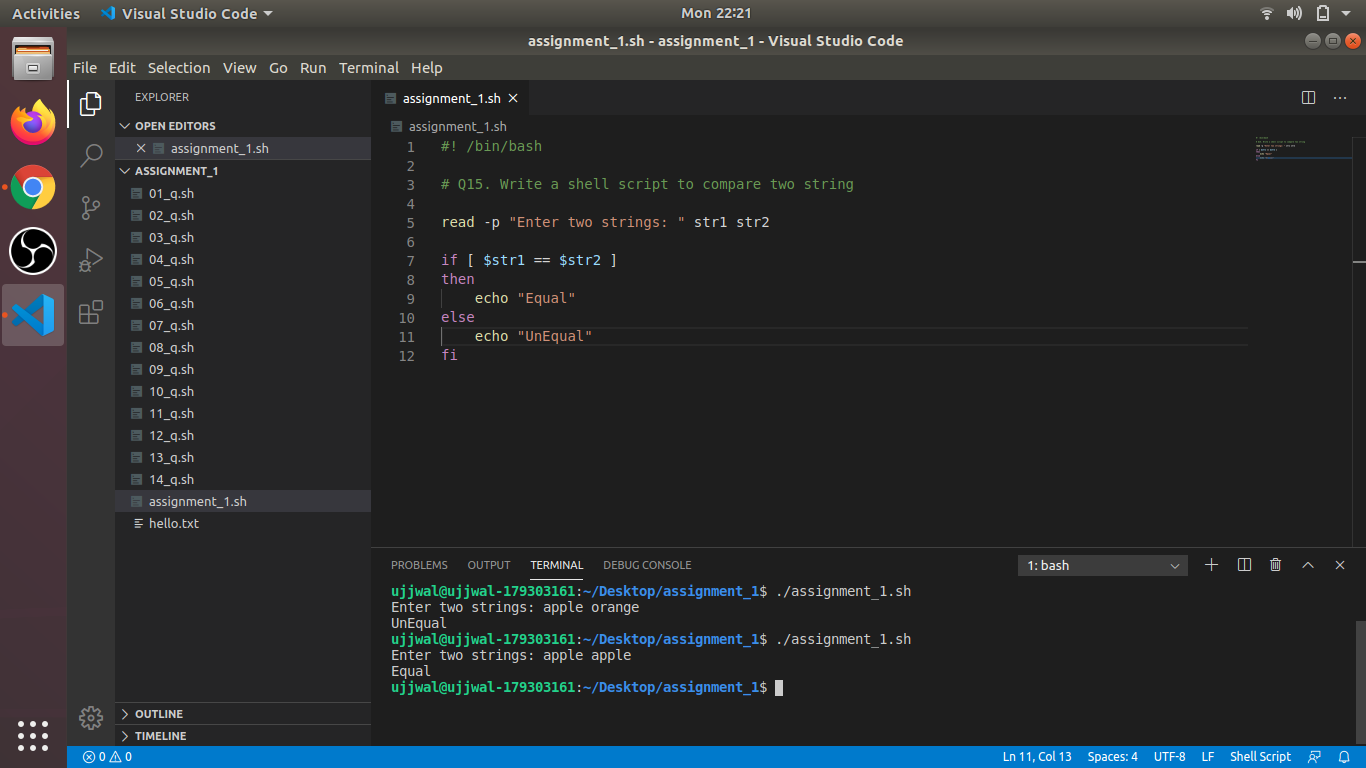 Activities Visual Studio Code Mon 22:21
assignment_1.sh - assignment_1 - Visual Studio Code
File Edit Selection View Go Run Terminal Help
EXPLORER
OPEN EDITORS
assignment_1.sh
ASSIGNMENT_1
01_q.sh
02_q.sh
03_q.sh
04_q.sh
05_q.sh
06_q.sh
07_q.sh
08_q.sh
09_q.sh
10_q.sh
11_q.sh
12_q.sh
13_q.sh
14_q.sh
assignment_1.sh
hello.txt
OUTLINE
TIMELINE
assignment_1.sh
assignment_1.sh
1 #! /bin/bash
2
3 # Q15. Write a shell script to compare two string
4
5 read -p "Enter two strings: " str1 str2
6
7 if [ $str1 == $str2 ]
8 then
9     echo "Equal"
10 else
11     echo "UnEqual"
12 fi
PROBLEMS OUTPUT TERMINAL DEBUG CONSOLE 1: bash
ujjwal@ujjwal-179303161:~/Desktop/assignment_1$ ./assignment_1.sh
Enter two strings: apple orange
UnEqual
ujjwal@ujjwal-179303161:~/Desktop/assignment_1$ ./assignment_1.sh
Enter two strings: apple apple
Equal
ujjwal@ujjwal-179303161:~/Desktop/assignment_1$
0 0 Ln 11, Col 13 Spaces: 4 UTF-8 LF Shell Script